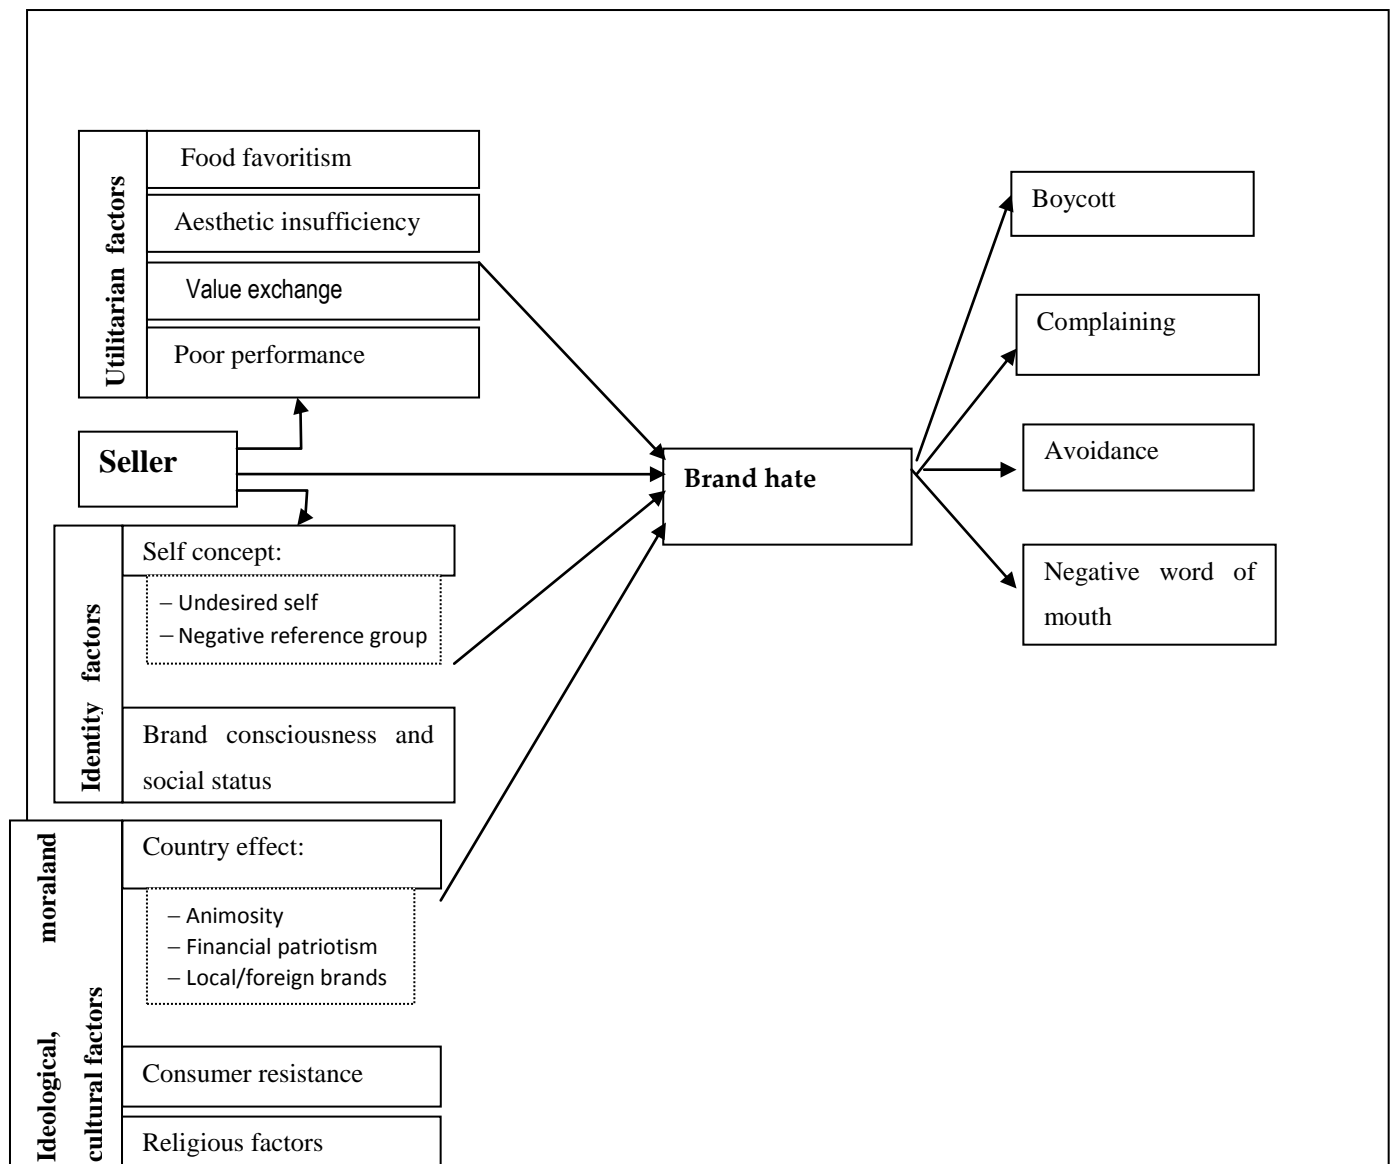 Utilitarian factors
Food favoritism
Aesthetic insufficiency
Value exchange
Poor performance
Seller
Identity factors
Self concept:
– Undesired self
– Negative reference group
Brand consciousness and
social status
Ideological, moraland
cultural factors
Country effect:
– Animosity
– Financial patriotism
– Local/foreign brands
Consumer resistance
Religious factors
Brand hate
Boycott
Complaining
Avoidance
Negative word of
mouth